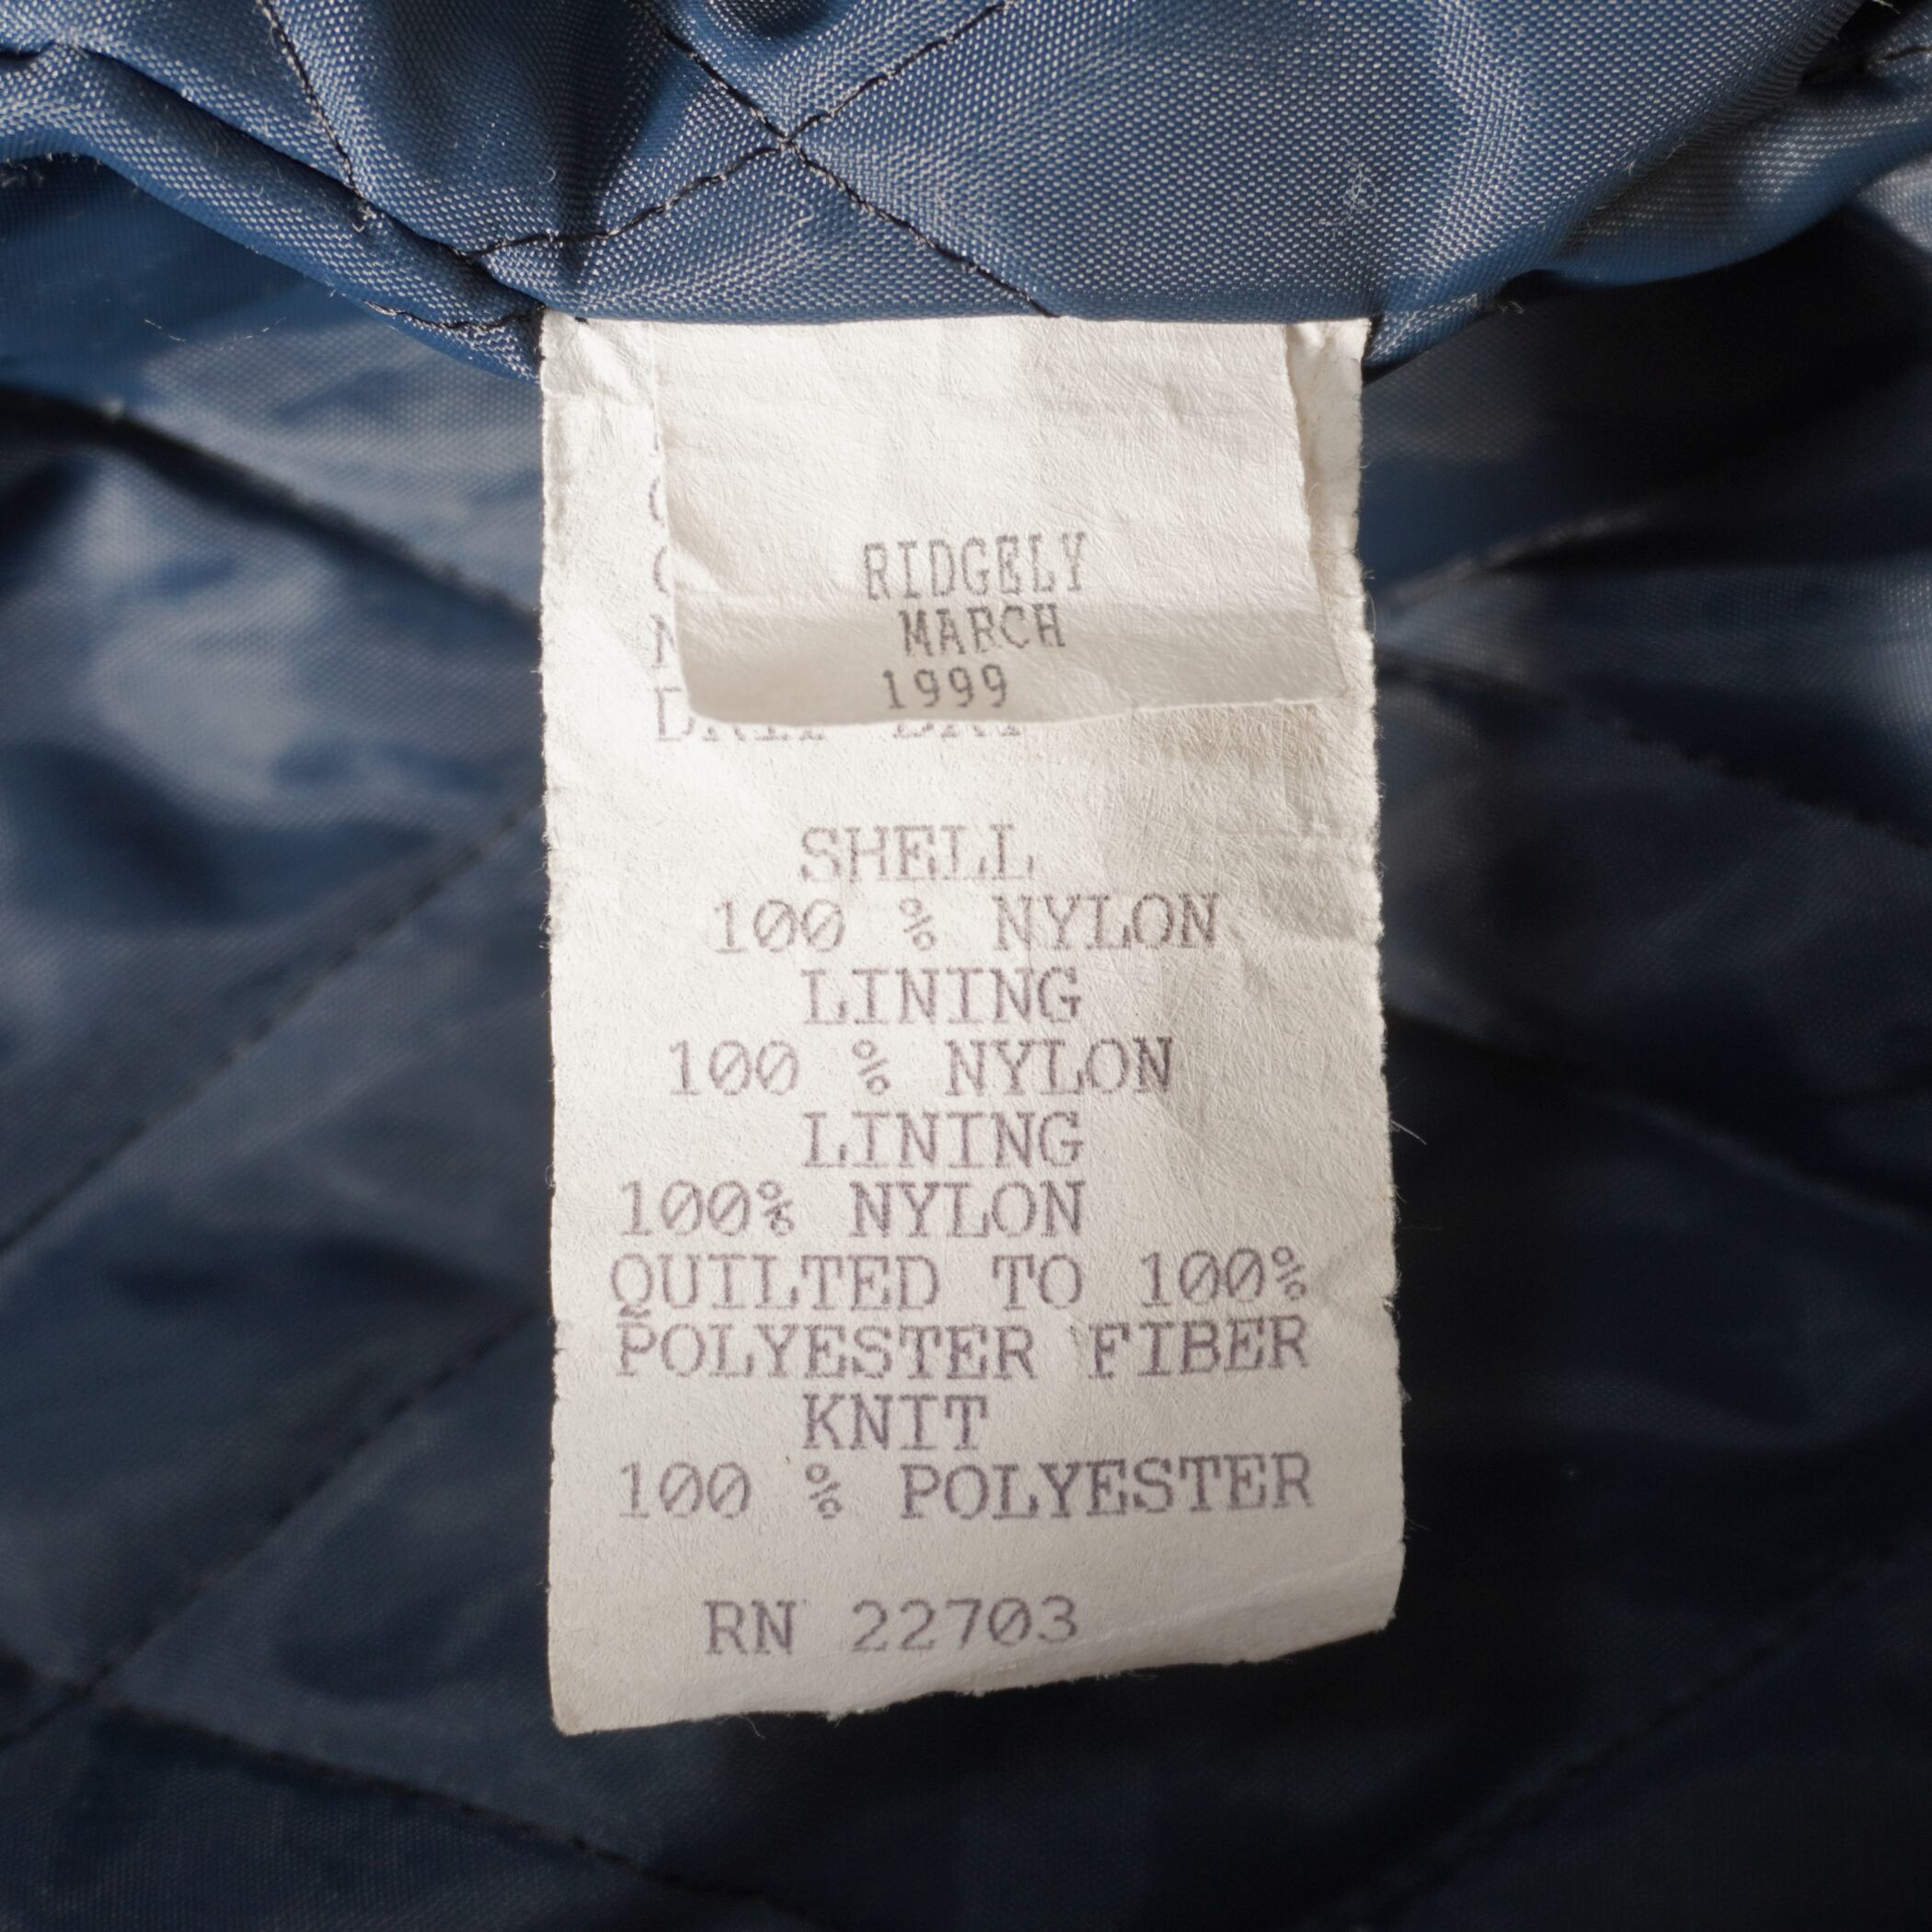 RIDGELY
MARCH
1999
SHELL
100 % NYLON
LINING
100 % NYLON
LINING
100% NYLON
QUILTED TO 100%
POLYESTER FIBER
KNIT
100 % POLYESTER
RN 22703